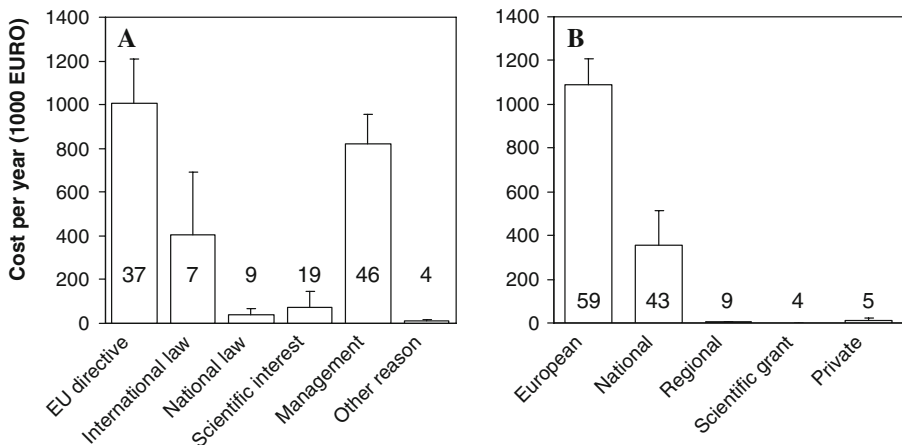 A
Cost per year (1000 EURO)
1400
1200
1000
800
600
400
200
0
37
7
9
19
46
4
EU directive
International law
National law
Scientific interest
Management
Other reason
B
1400
1200
1000
800
600
400
200
0
59
43
9
4
5
European
National
Regional
Scientific grant
Private